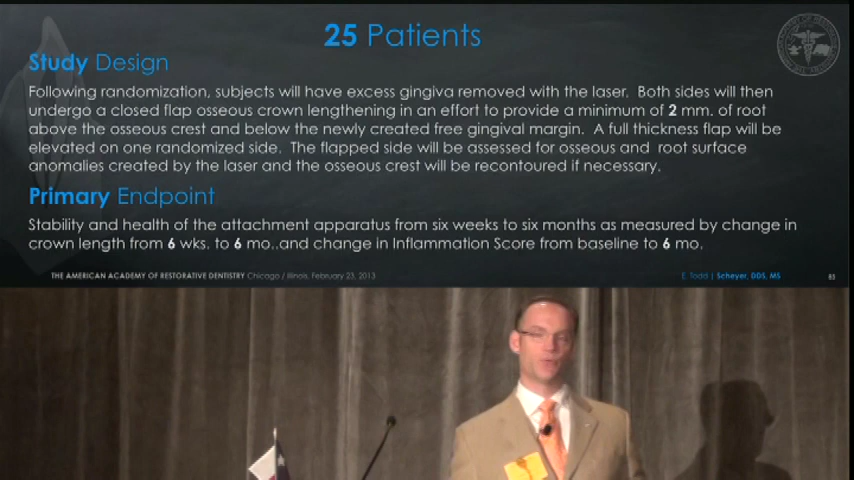 25 Patients
Study Design
Following randomization, subjects will have excess gingiva removed with the laser. Both sides will then
undergo a closed flap osseous crown lengthening in an effort to provide a minimum of 2 mm. of root
above the osseous crest and below the newly created free gingival margin. A full thickness flap will be
elevated on one randomized side. The flapped side will be assessed for osseous and root surface
anomalies created by the laser and the osseous crest will be recontoured if necessary.
Primary Endpoint
Stability and health of the attachment apparatus from six weeks to six months as measured by change in
crown length from 6 wks. to 6 mo..and change in Inflammation Score from baseline to 6 mo.
THE AMERICAN ACADEMY OF RESTORATIVE DENTISTRY Chicago / Illinois, February 23, 2013
E. Todd | Scheyer, DDS, MS